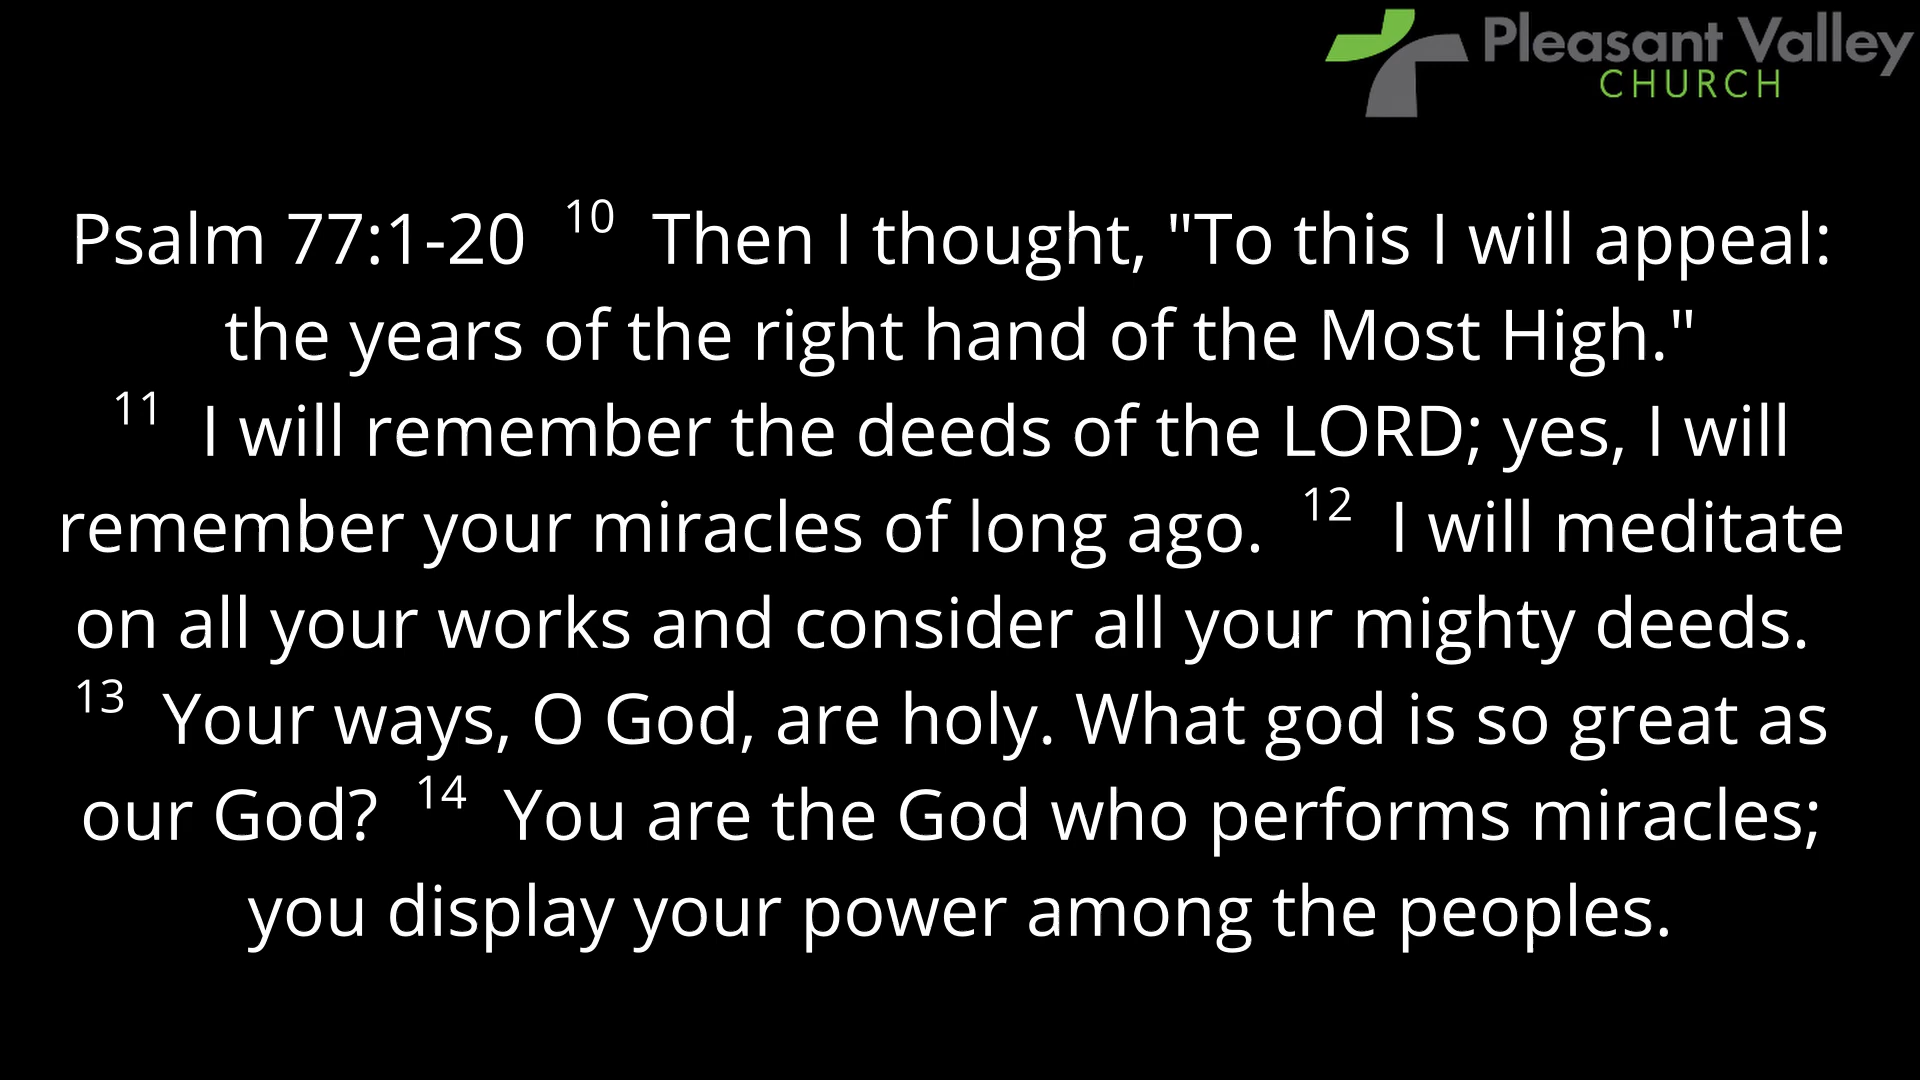 Pleasant Valley
CHURCH
Psalm 77:1-20 10 Then I thought, "To this I will appeal:
the years of the right hand of the Most High."
11 I will remember the deeds of the LORD; yes, I will
remember your miracles of long ago. 12 I will meditate
on all your works and consider all your mighty deeds.
13 Your ways, O God, are holy. What god is so great as
our God? 14 You are the God who performs miracles;
you display your power among the peoples.